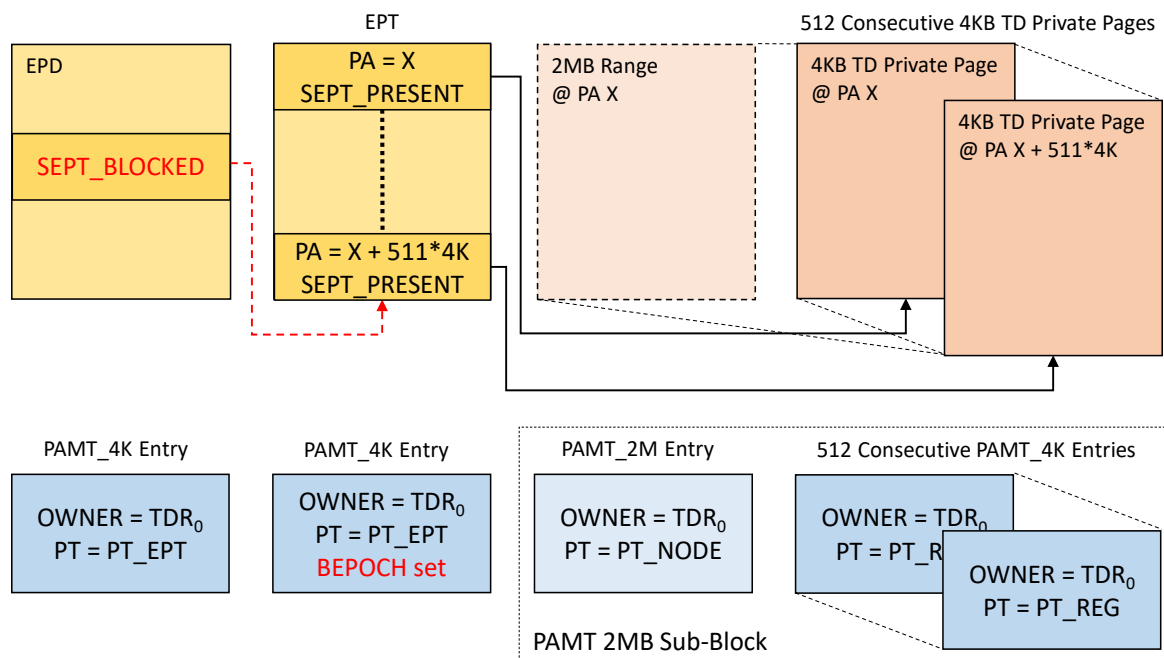 EPT
512 Consecutive 4KB TD Private Pages
EPD
SEPT_BLOCKED
PA = X
SEPT_PRESENT
PA = X + 511*4K
SEPT_PRESENT
2MB Range
@ PA X
4KB TD Private Page
@ PA X
4KB TD Private Page
@ PA X + 511*4K
PAMT_4K Entry
PAMT_4K Entry
PAMT_2M Entry
512 Consecutive PAMT_4K Entries
OWNER = TDR₀
PT = PT_EPT
OWNER = TDR₀
PT = PT_EPT
BEPOCH set
OWNER = TDR₀
PT = PT_NODE
OWNER = TDR₀
PT = 
OWNER = TDR₀
PT = PT_REG
PAMT 2MB Sub-Block